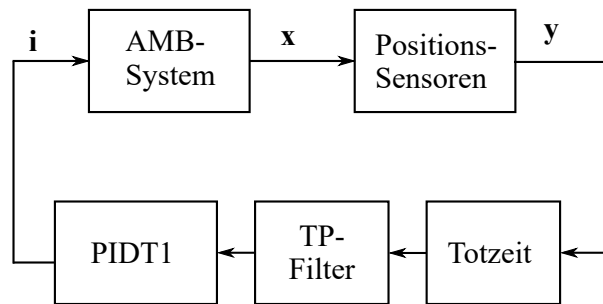 i
AMB-
System
x
Positions-
Sensoren
y
PIDT1
TP-
Filter
Totzeit